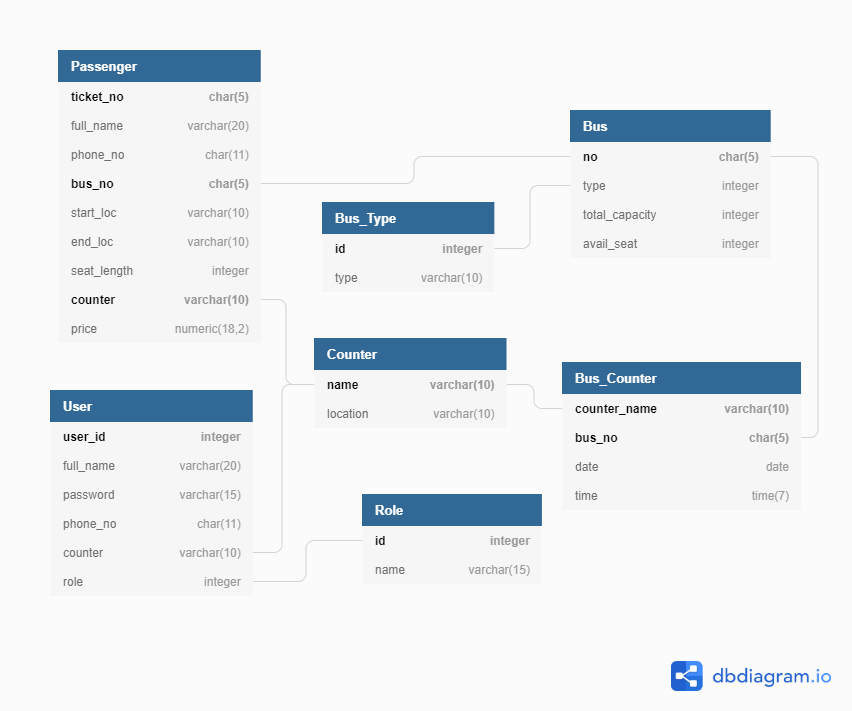 Passenger
ticket_no char(5)
full_name varchar(20)
phone_no char(11)
bus_no char(5)
start_loc varchar(10)
end_loc varchar(10)
seat_length integer
counter varchar(10)
price numeric(18,2)
Bus
no char(5)
type integer
total_capacity integer
avail_seat integer
Bus_Type
id integer
type varchar(10)
Counter
name varchar(10)
location varchar(10)
Bus_Counter
counter_name varchar(10)
bus_no char(5)
date date
time time(7)
User
user_id integer
full_name varchar(20)
password varchar(15)
phone_no char(11)
counter varchar(10)
role integer
Role
id integer
name varchar(15)
dbdiagram.io